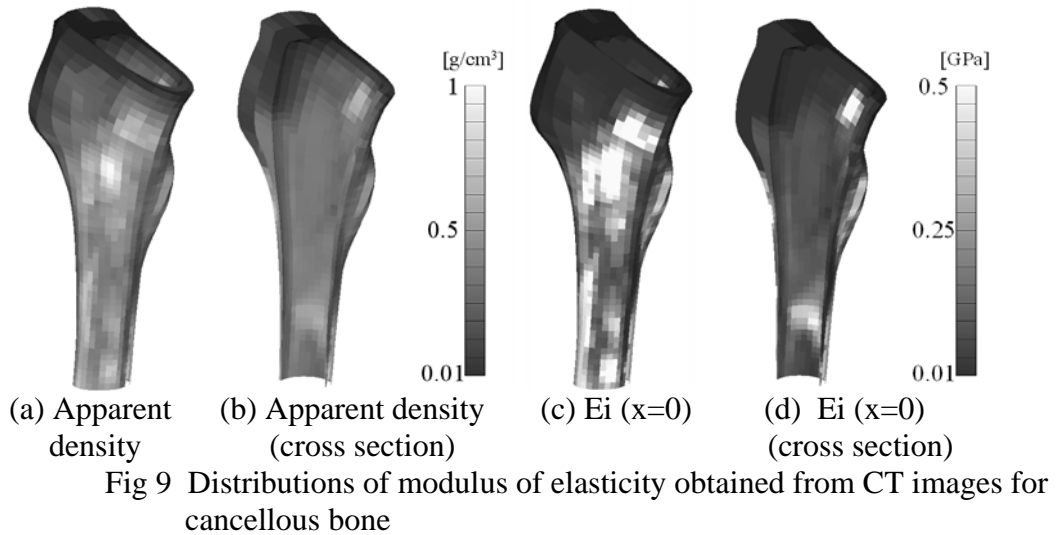 [g/cm³]
1
0.5
0.01
[GPa]
0.5
0.25
0.01
(a) Apparent density
(b) Apparent density (cross section)
(c) Ei (x=0)
(d) Ei (x=0) (cross section)
Fig 9 Distributions of modulus of elasticity obtained from CT images for
cancellous bone